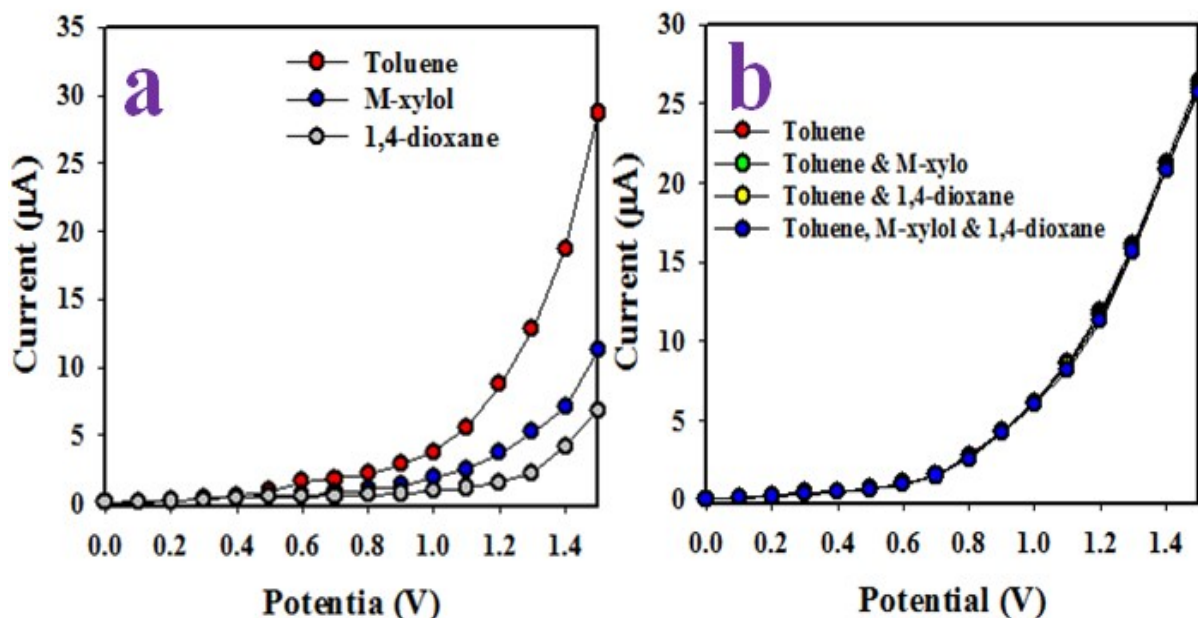 a
Toluene
M-xylol
1,4-dioxane
Current (µA)
35
30
25
20
15
10
5
0
0.0 0.2 0.4 0.6 0.8 1.0 1.2 1.4
Potentia (V)
b
Toluene
Toluene & M-xylo
Toluene & 1,4-dioxane
Toluene, M-xylol & 1,4-dioxane
Current (µA)
30
25
20
15
10
5
0
0.0 0.2 0.4 0.6 0.8 1.0 1.2 1.4
Potential (V)